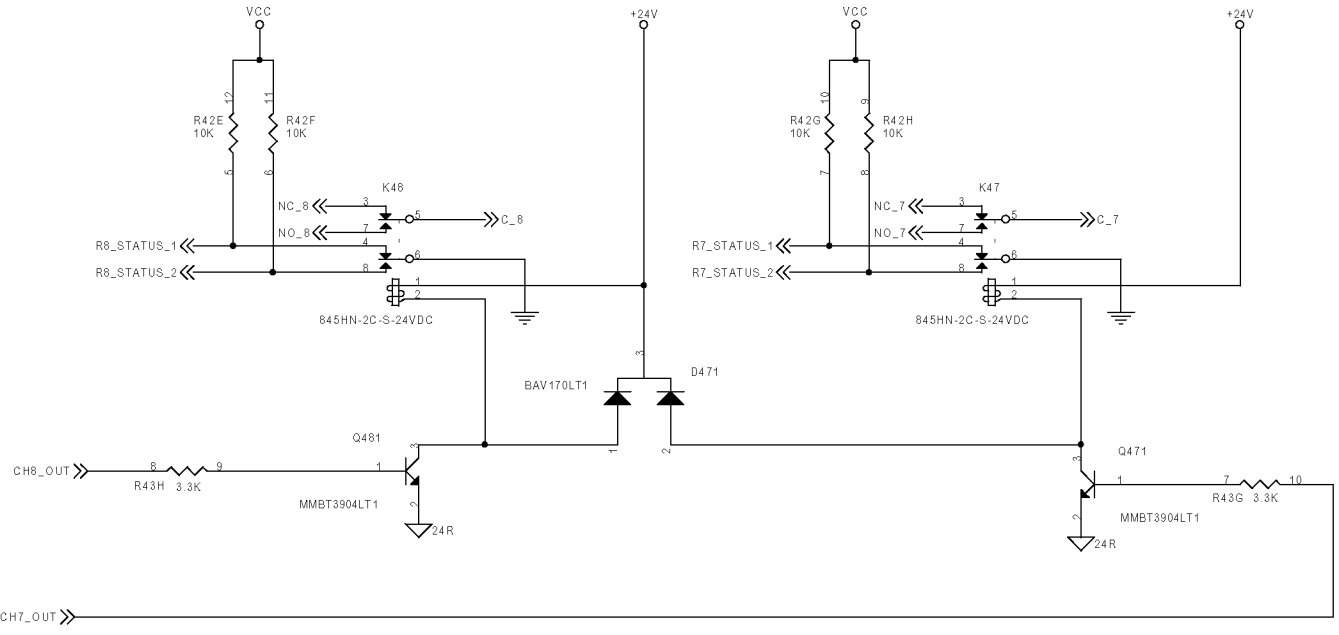 VCC
+24V
VCC
+24V
12
11
10
9
R42E
10K
R42F
10K
R42G
10K
R42H
10K
5
6
7
8
K48
K47
NC_8
3
5
C_8
NO_8
7
R8_STATUS_1
4
6
R8_STATUS_2
8
1
2
845HN-2C-S-24VDC
NC_7
3
5
C_7
NO_7
7
R7_STATUS_1
4
6
R7_STATUS_2
8
1
2
845HN-2C-S-24VDC
3
BAV170LT1
D471
1
2
Q481
3
CH8_OUT
8
9
1
R43H
3.3K
MMBT3904LT1
2
24R
Q471
3
1
7
10
R43G
3.3K
MMBT3904LT1
2
24R
CH7_OUT